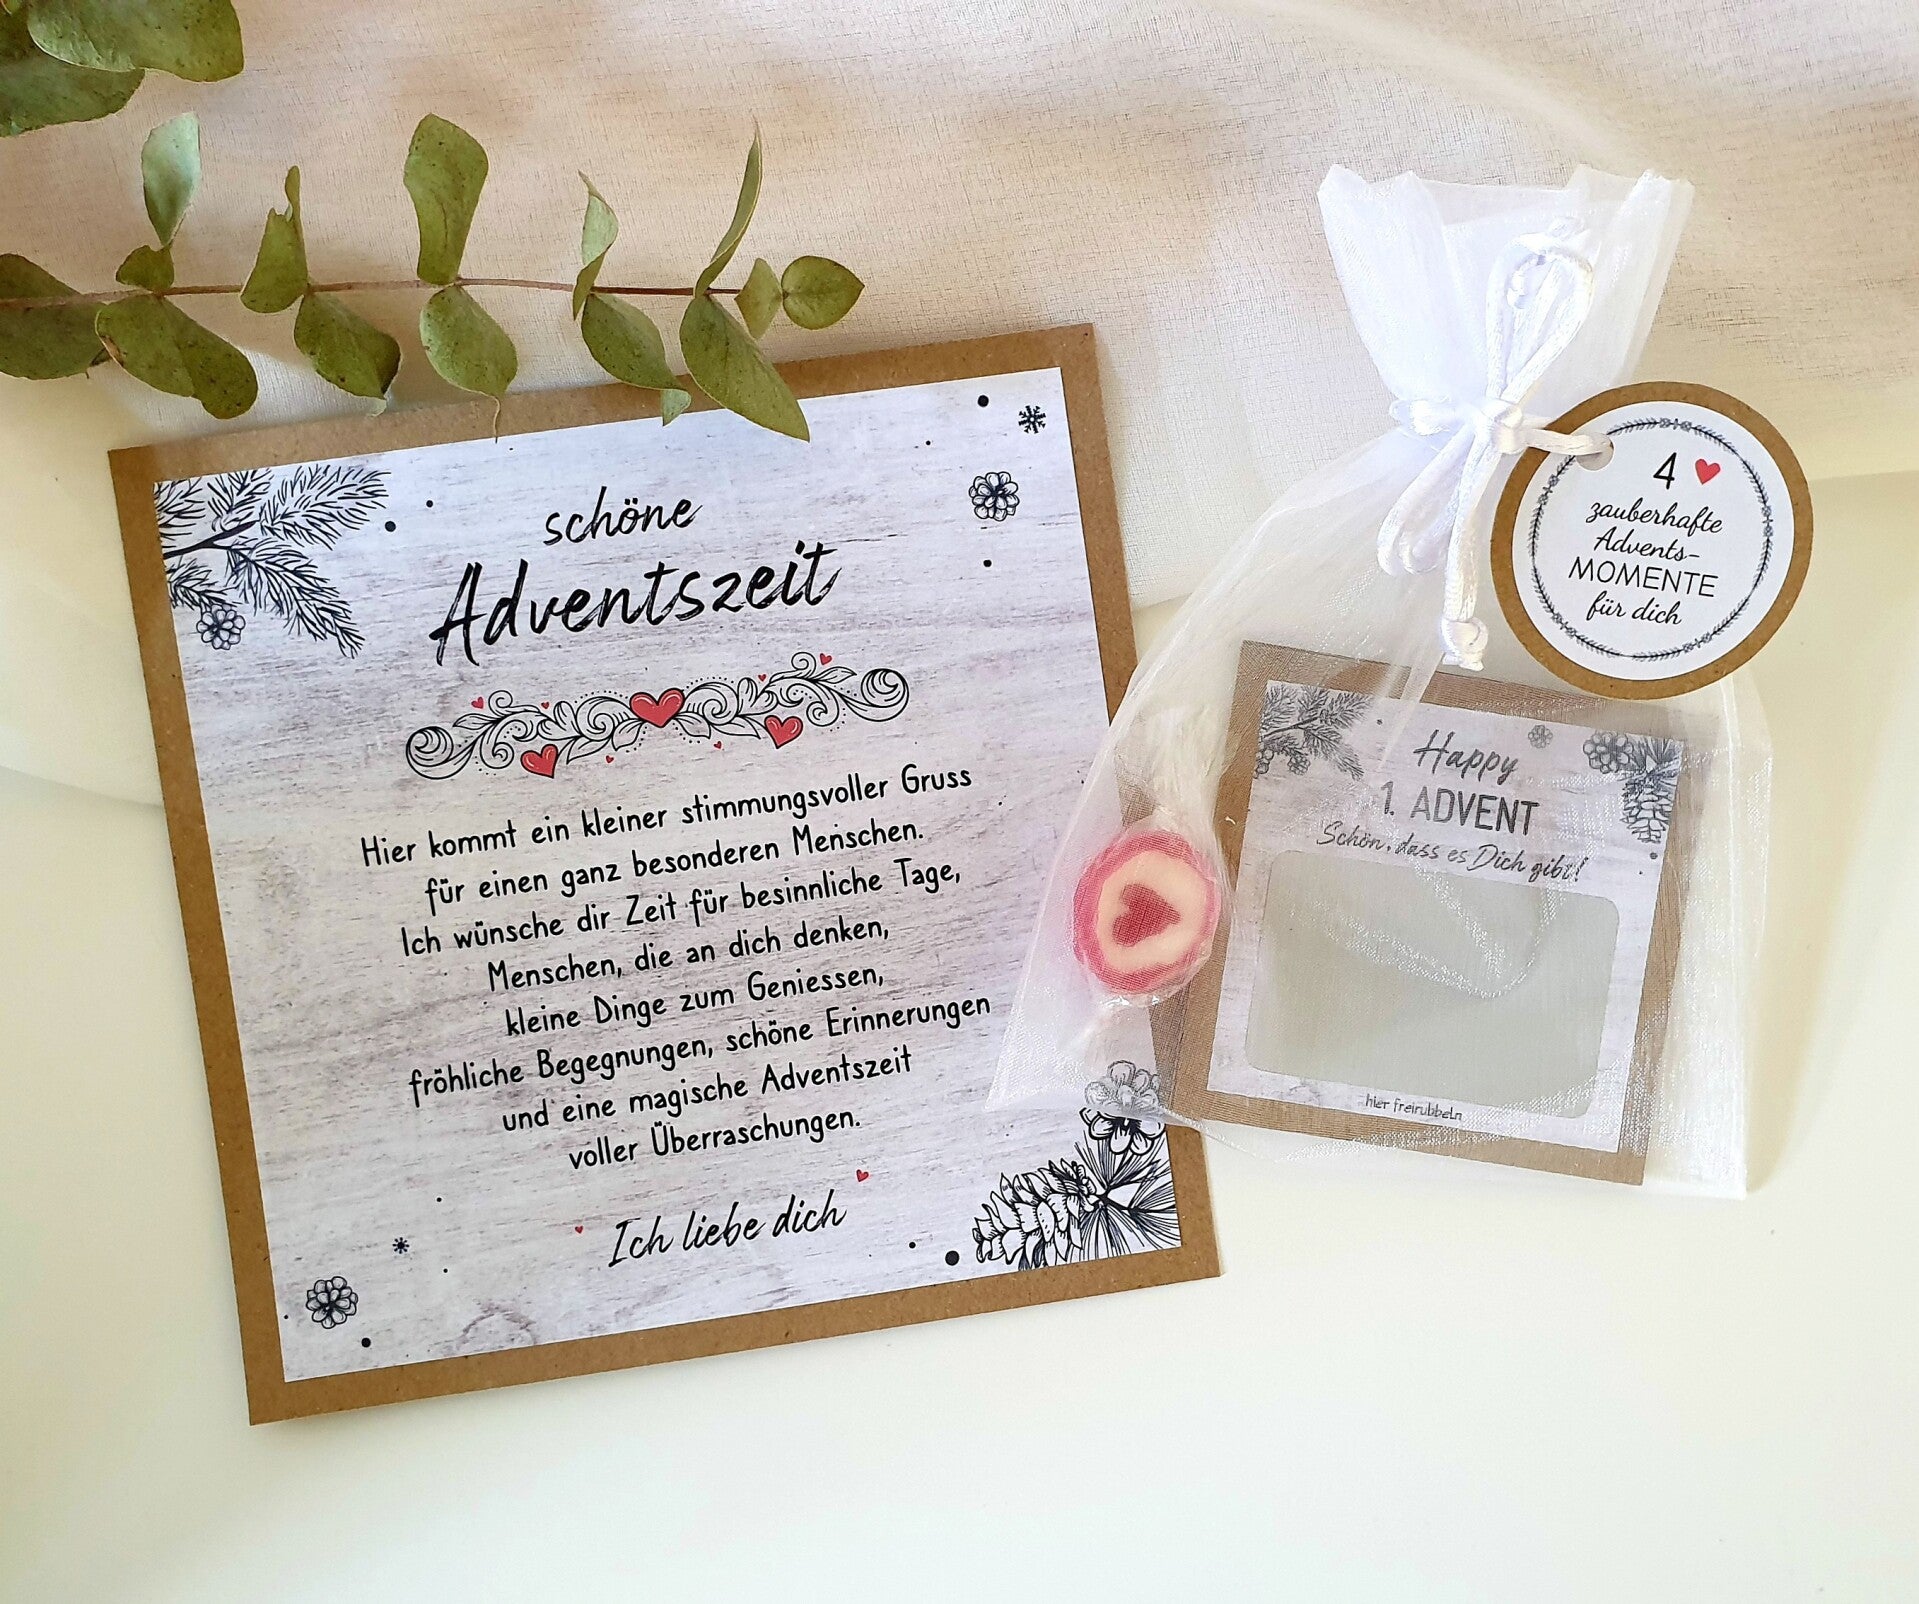 schöne
Adventszeit
Hier kommt ein kleiner stimmungsvoller Gruss
für einen ganz besonderen Menschen.
Ich wünsche dir Zeit für besinnliche Tage,
Menschen, die an dich denken,
kleine Dinge zum Geniessen,
fröhliche Begegnungen, schöne Erinnerungen
und eine magische Adventszeit
voller Überraschungen.
Ich liebe dich
4
zauberhafte
Advents-
MOMENTE
für dich
Happy
1. ADVENT
Schön, dass es Dich gibt!
hier freirubbeln